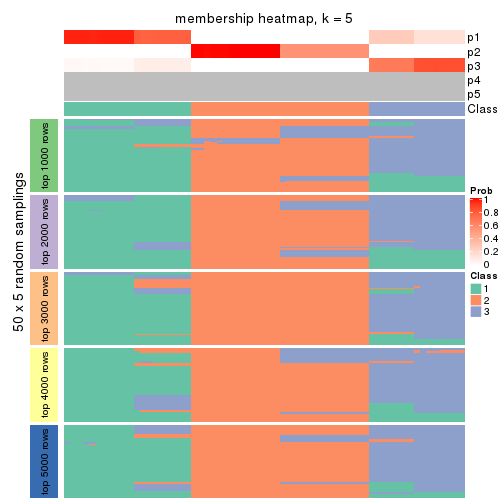 membership heatmap, k = 5
p1
p2
p3
p4
p5
Class
50 x 5 random samplings
top 1000 rows
top 2000 rows
top 3000 rows
top 4000 rows
top 5000 rows
Prob
1
0.8
0.6
0.4
0.2
0
Class
1
2
3